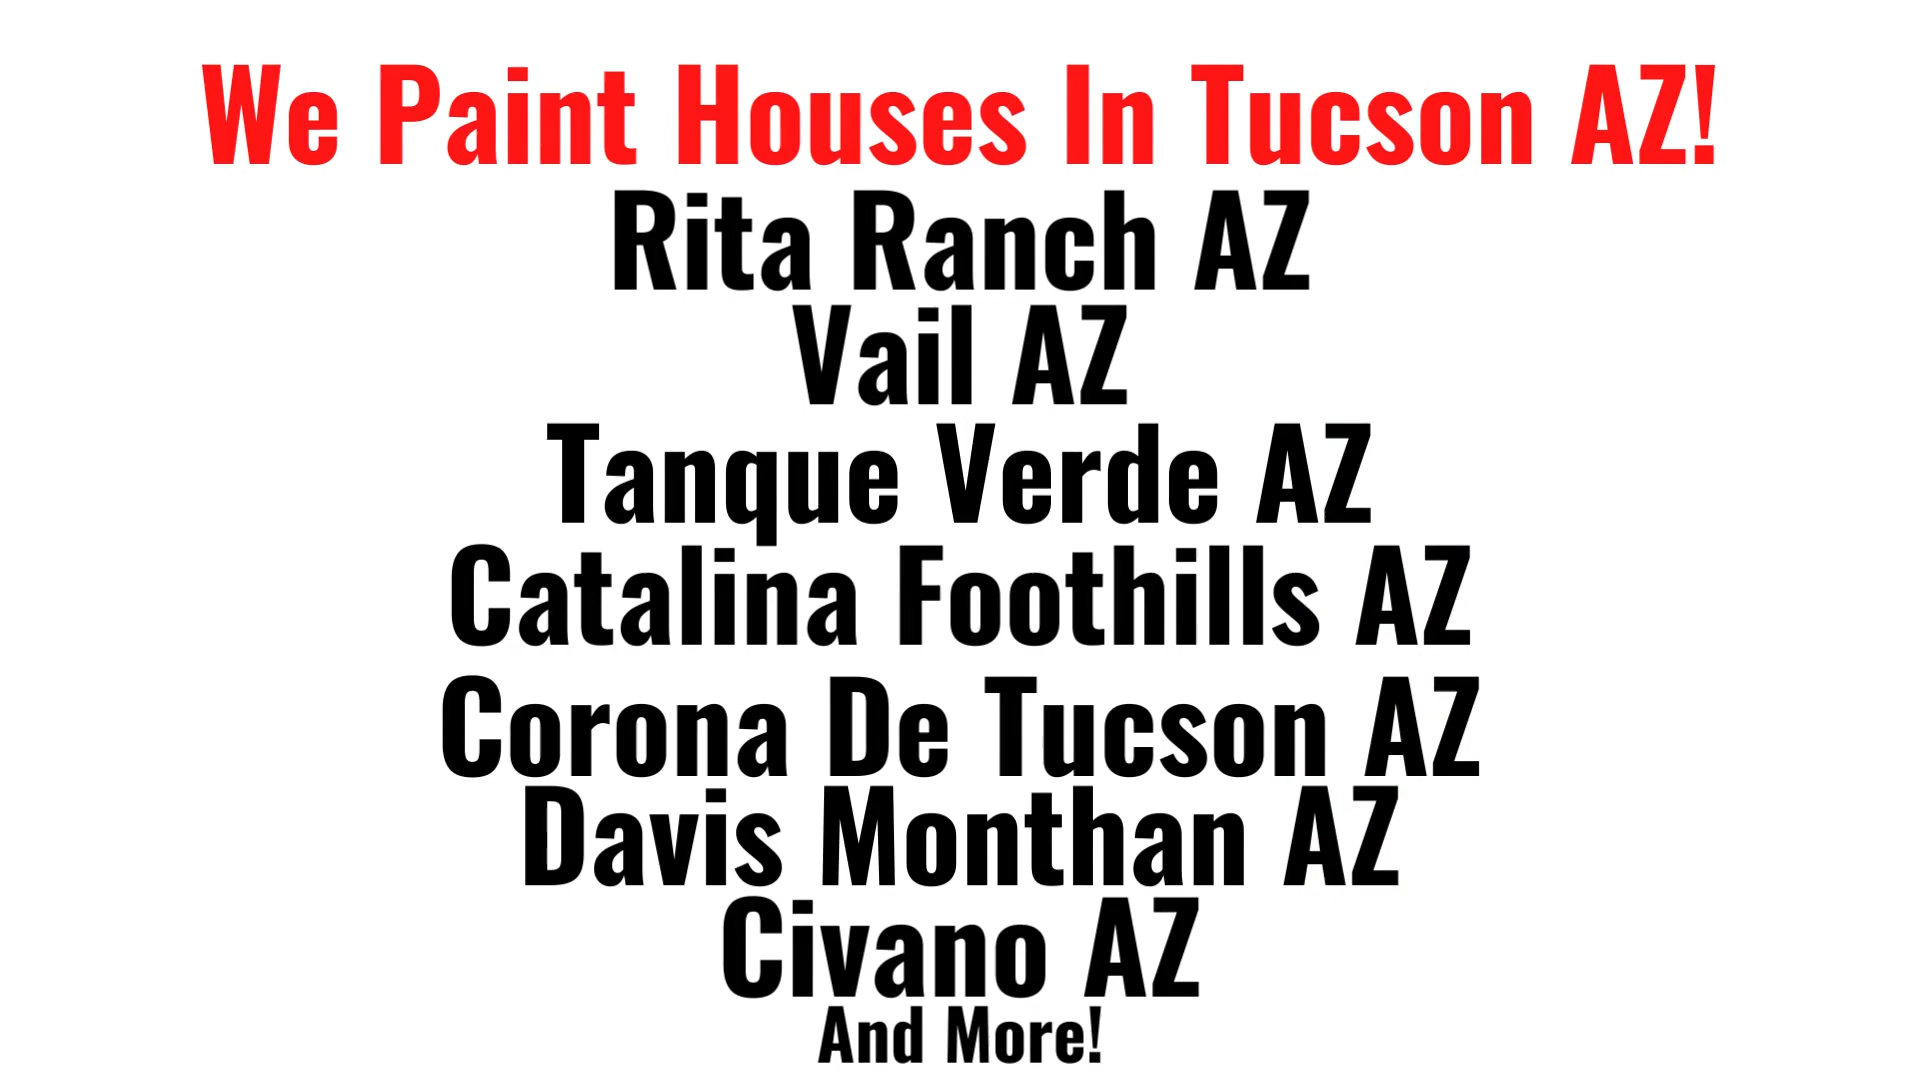 We Paint Houses In Tucson AZ!
Rita Ranch AZ
Vail AZ
Tanque Verde AZ
Catalina Foothills AZ
Corona De Tucson AZ
Davis Monthan AZ
Civano AZ
And More!